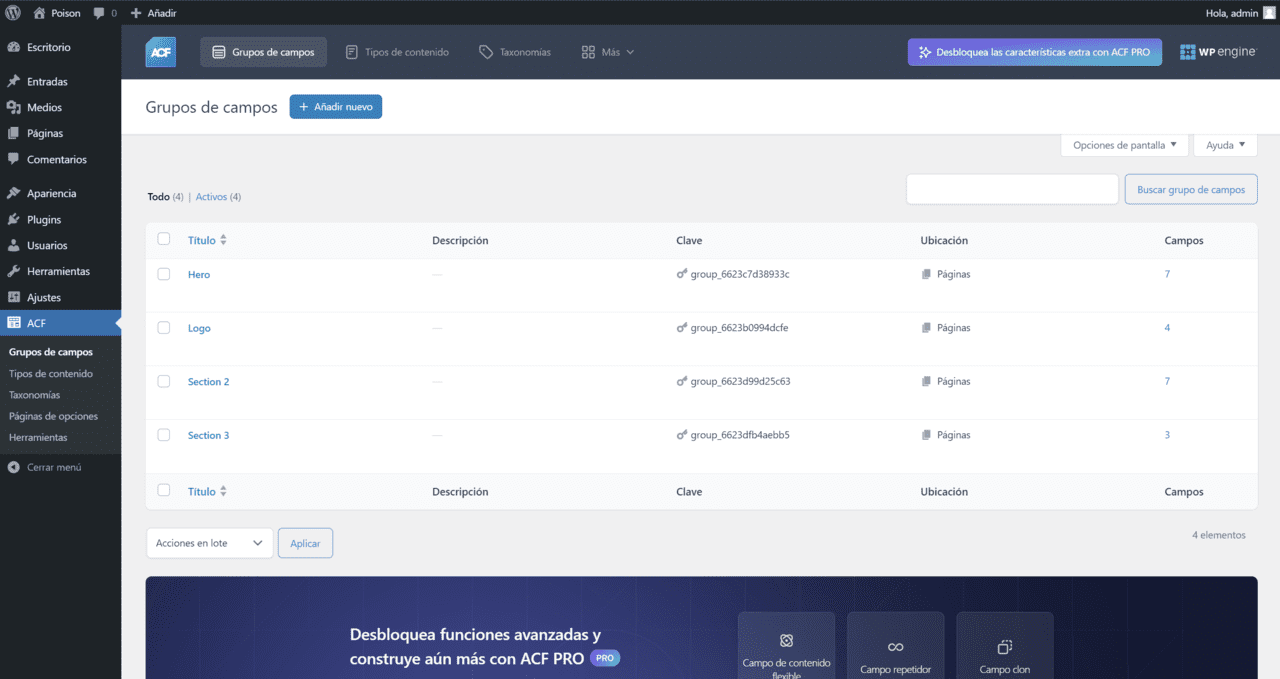 Poison 0 Añadir Hola, admin
Escritorio
Entradas
Medios
Páginas
Comentarios
Apariencia
Plugins
Usuarios
Herramientas
Ajustes
ACF
Grupos de campos
Tipos de contenido
Taxonomías
Páginas de opciones
Herramientas
Cerrar menú
ACF Grupos de campos Tipos de contenido Taxonomías Más Desbloquea las características extra con ACF PRO WP engine
Grupos de campos + Añadir nuevo
Opciones de pantalla ▼ Ayuda ▼
Todo (4) | Activos (4) Buscar grupo de campos
Título Descripción Clave Ubicación Campos
Hero — group_6623c7d38933c Páginas 7
Logo — group_6623b0994dcfe Páginas 4
Section 2 — group_6623d99d25c63 Páginas 7
Section 3 — group_6623dfb4aebb5 Páginas 3
Título Descripción Clave Ubicación Campos
Acciones en lote Aplicar 4 elementos
Desbloquea funciones avanzadas y
construye aún más con ACF PRO PRO
Campo de contenido
flexible
Campo repetidor
Campo clon